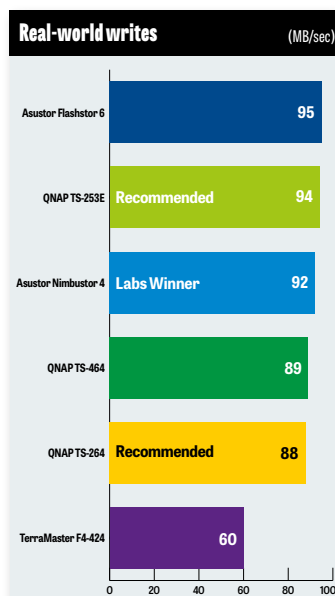 Real-world writes (MB/sec)
Asustor Flashstor 6 95
QNAP TS-253E Recommended 94
Asustor Nimbustor 4 Labs Winner 92
QNAP TS-464 89
QNAP TS-264 Recommended 88
TerraMaster F4-424 60
0 20 40 60 80 100